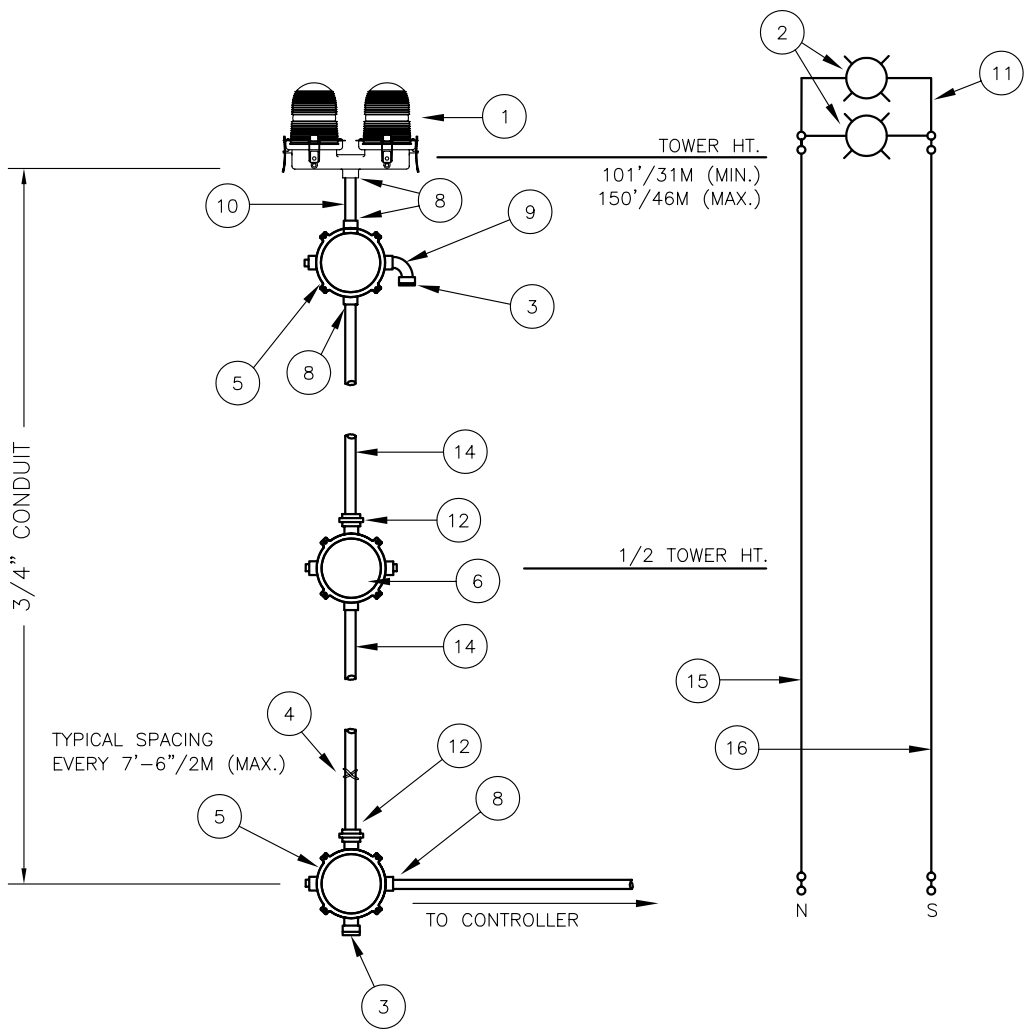 2
11
1
TOWER HT.
101'/31M (MIN.)
150'/46M (MAX.)
10
8
9
3
5
8
3/4" CONDUIT
14
12
1/2 TOWER HT.
6
14
15
4
16
TYPICAL SPACING
EVERY 7'-6"/2M (MAX.)
12
5
8
TO CONTROLLER
N
S
3